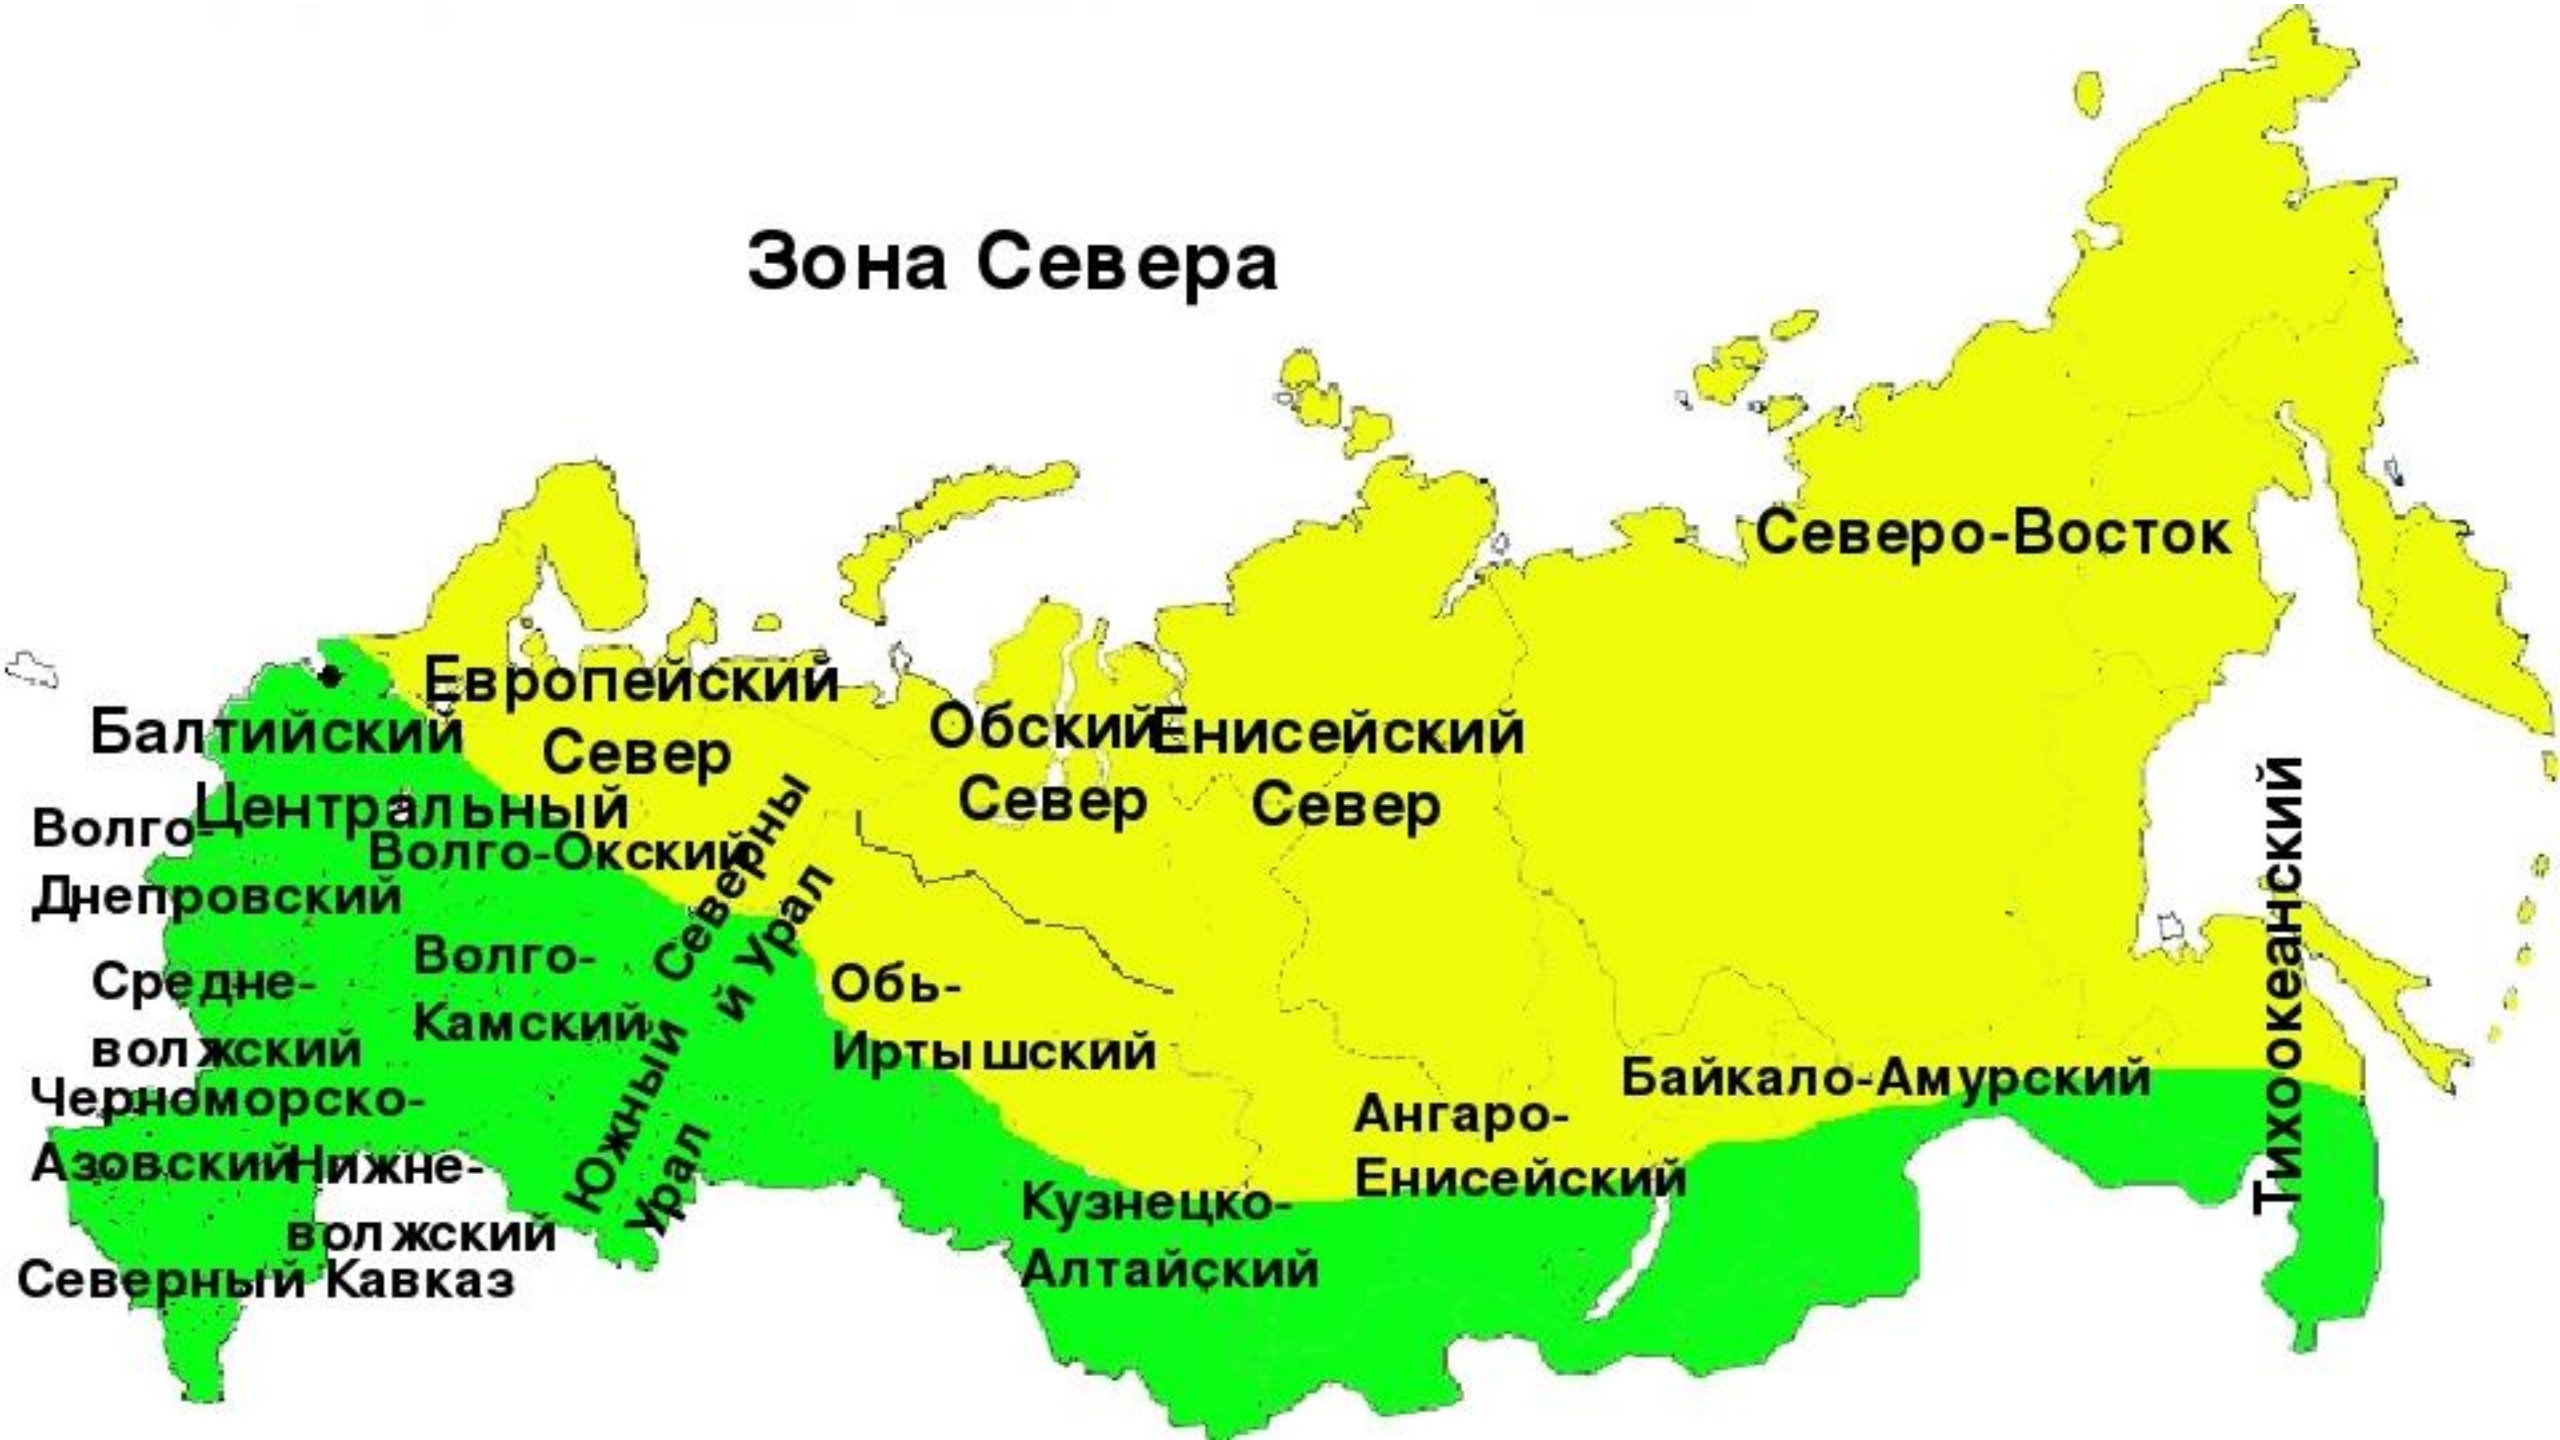 Зона Севера
Северо-Восток
Европейский
Север
Обский
Север
Енисейский
Север
Балтийский
Центральный
Волго-
Днепровский
Волго-Окский
Северны
й Урал
Волго-
Камский
Средне-
волжский
Южный
Урал
Обь-
Иртышский
Черноморско-
Азовский
Нижне-
волжский
Северный Кавказ
Кузнецко-
Алтайский
Ангаро-
Енисейский
Байкало-Амурский
Тихоокеанский